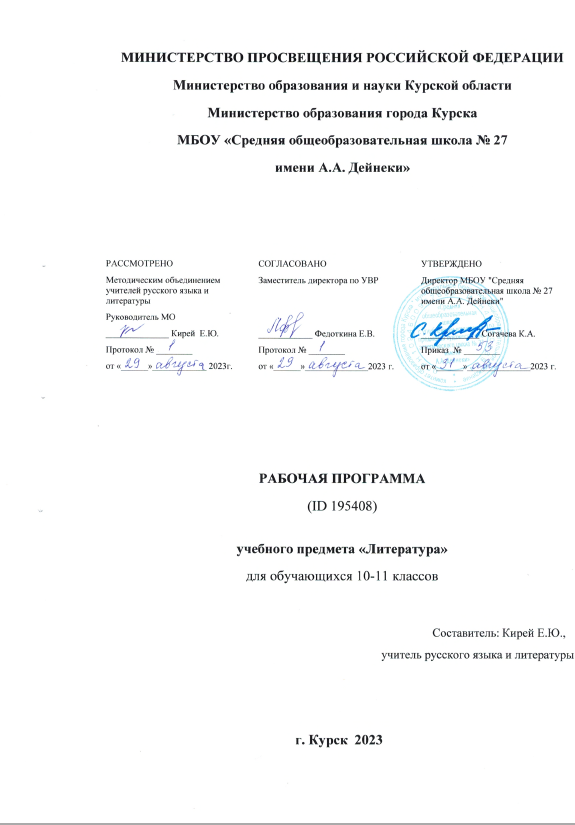 МИНИСТЕРСТВО ПРОСВЕЩЕНИЯ РОССИЙСКОЙ ФЕДЕРАЦИИ
Министерство образования и науки Курской области
Министерство образования города Курска
МБОУ «Средняя общеобразовательная школа № 27
имени А.А. Дейнеки»
РАССМОТРЕНО
Методическим объединением
учителей русского языка и
литературы
Руководитель МО
Кирей Е.Ю.
Протокол № 1
от «29» августа 2023г.
СОГЛАСОВАНО
Заместитель директора по УВР
Федоткина Е.В.
Протокол № 1
от «29» августа 2023 г.
УТВЕРЖДЕНО
Директор МБОУ "Средняя
общеобразовательная школа № 27
имени А.А. Дейнеки"
Согачева К.А.
Приказ № 53
от «31» августа 2023 г.
РАБОЧАЯ ПРОГРАММА
(ID 195408)
учебного предмета «Литература»
для обучающихся 10-11 классов
Составитель: Кирей Е.Ю.,
учитель русского языка и литературы
г. Курск 2023